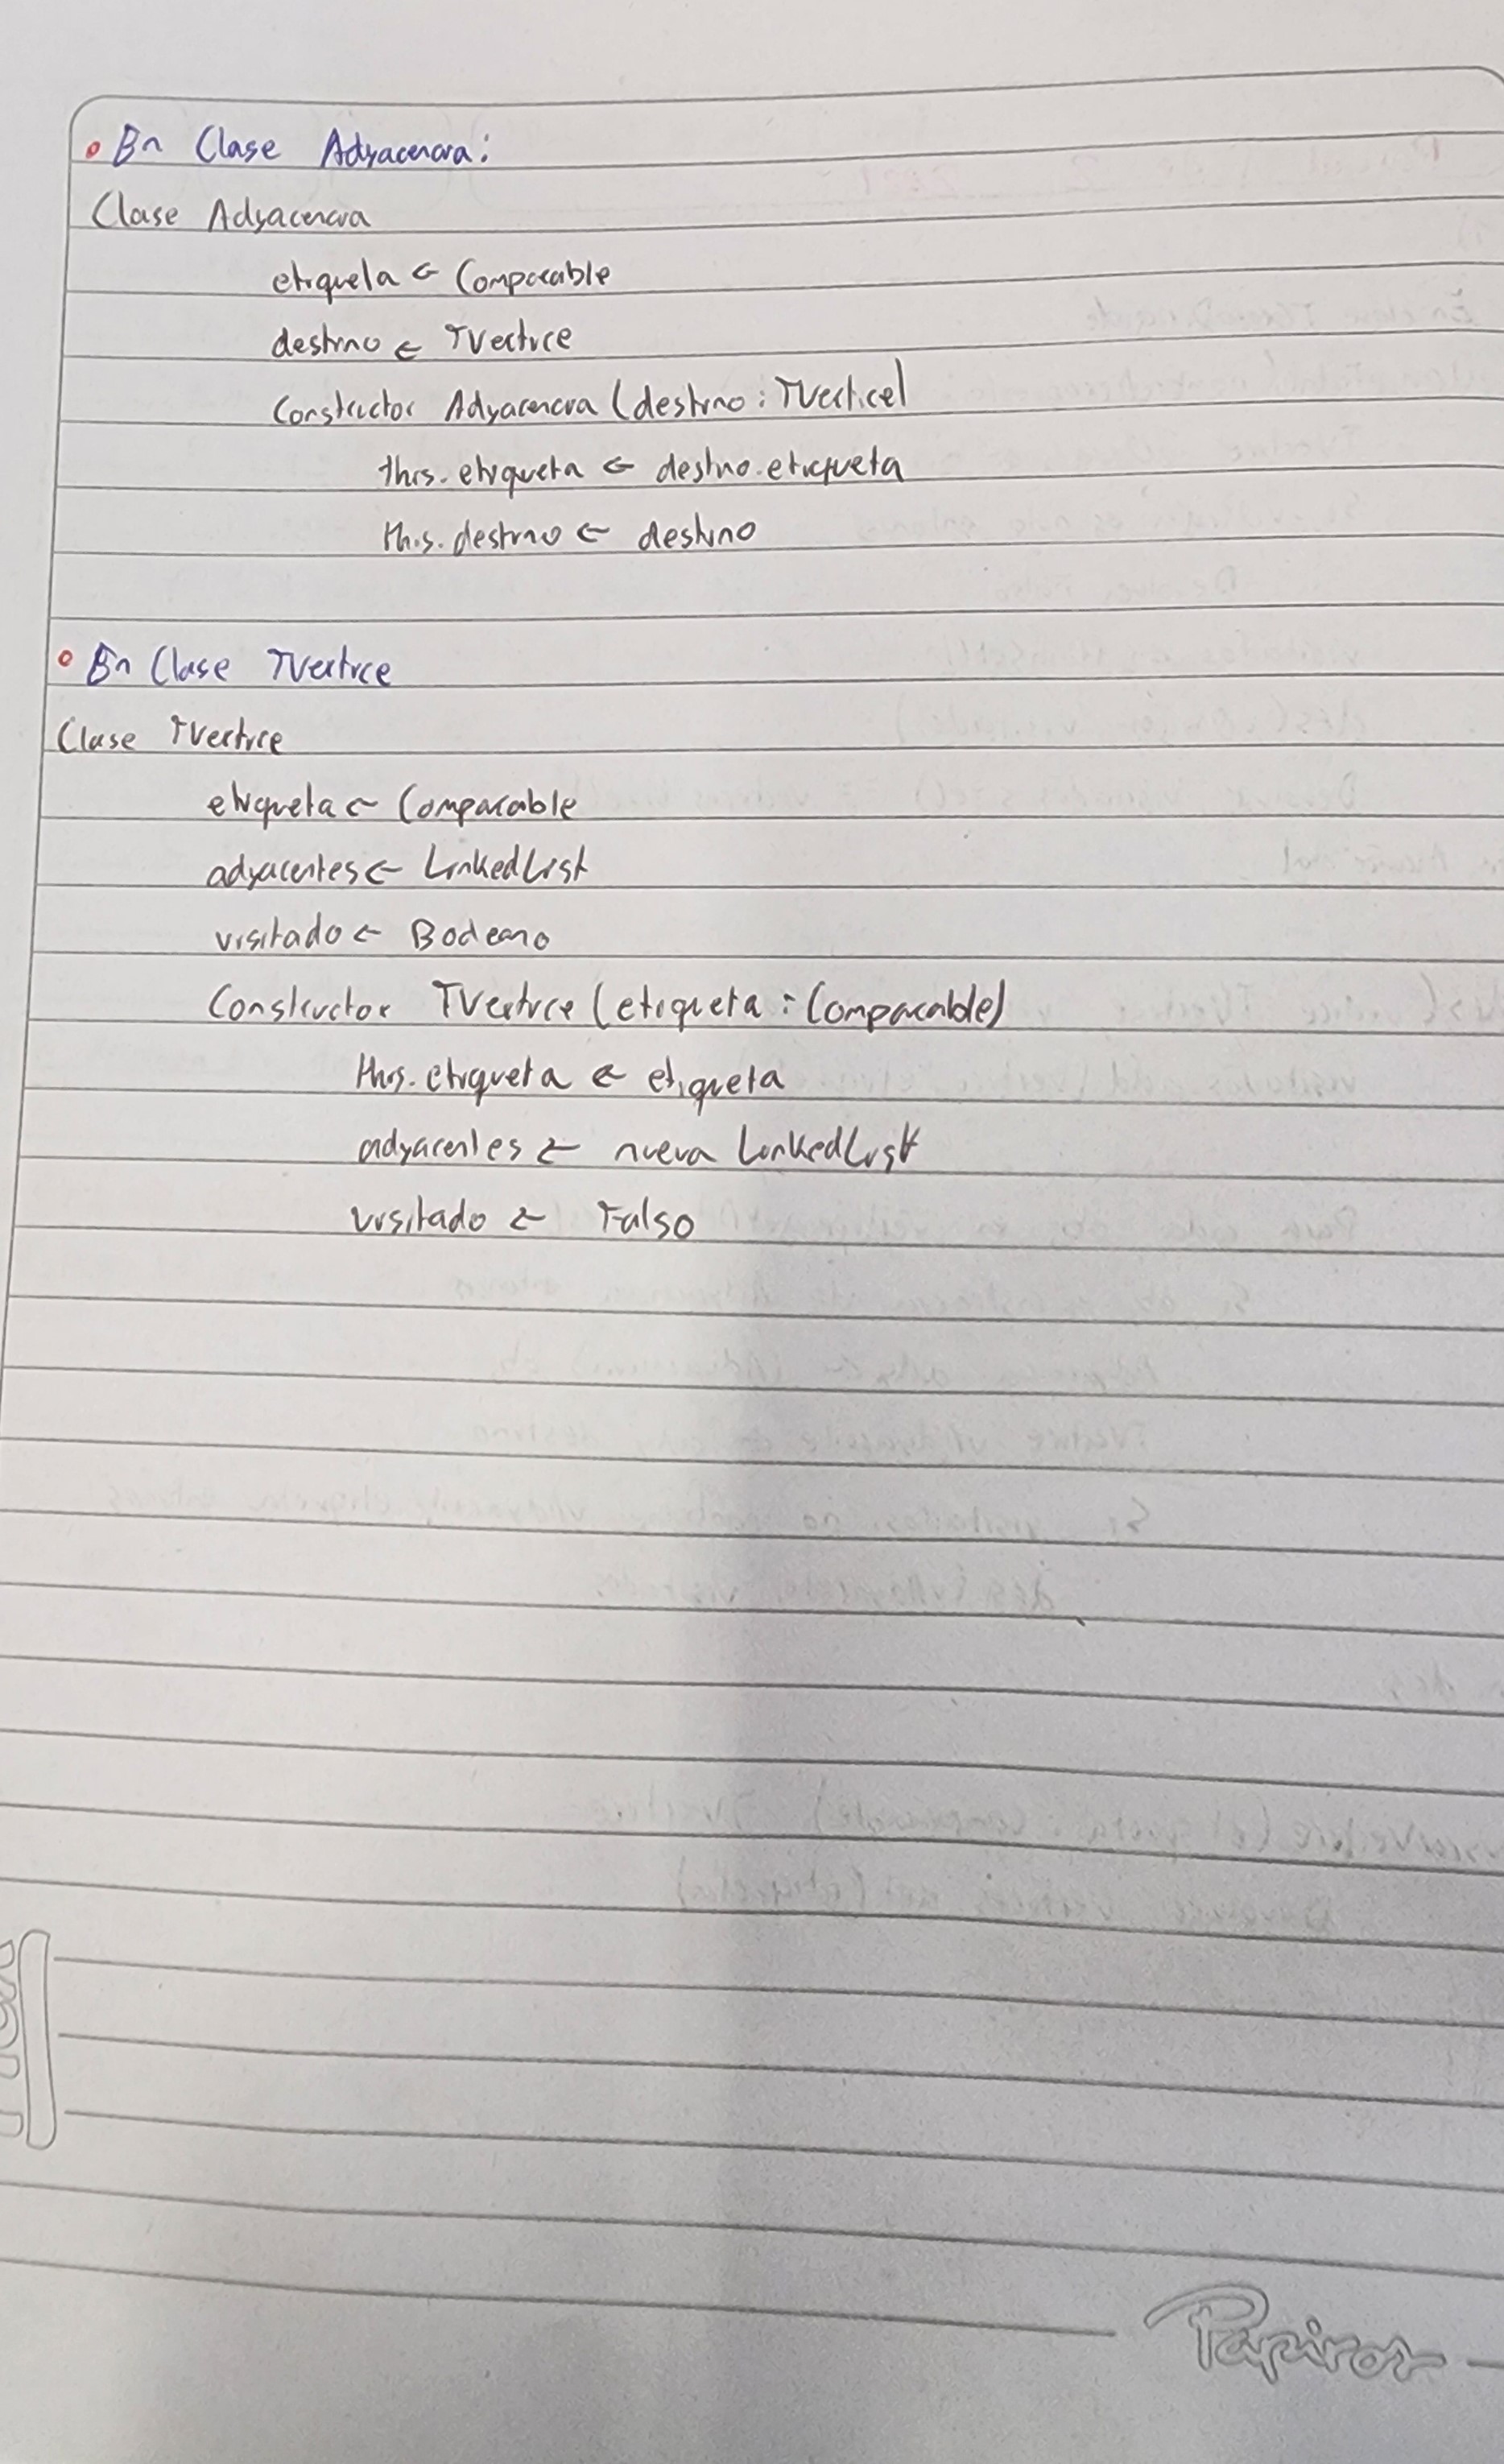 • En Clase Adyacencia:
Clase Adyacencia
etiqueta ← Comparable
destino ← TVertice
Constructor Adyacencia (destino : TVertice)
this.etiqueta ← destino.etiqueta
this.destino ← destino
• En Clase TVertice
Clase TVertice
etiqueta ← Comparable
adyacentes ← LinkedList
visitado ← Booleano
Constructor TVertice (etiqueta : Comparable)
this.etiqueta ← etiqueta
adyacentes ← nueva LinkedList
visitado ← Falso
Papiros